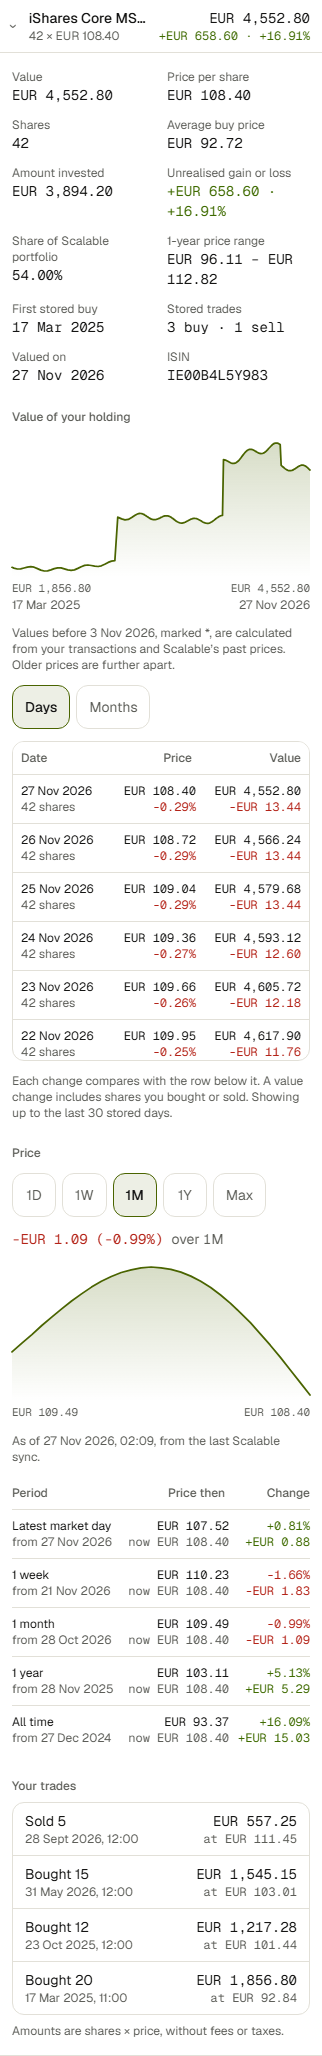 iShares Core MS...
EUR 4,552.80
42 × EUR 108.40
+EUR 658.60 · +16.91%
Value
Price per share
EUR 4,552.80
EUR 108.40
Shares
Average buy price
42
EUR 92.72
Amount invested
Unrealised gain or loss
EUR 3,894.20
+EUR 658.60 ·
+16.91%
Share of Scalable
portfolio
1-year price range
54.00%
EUR 96.11 – EUR
112.82
First stored buy
Stored trades
17 Mar 2025
3 buy · 1 sell
Valued on
ISIN
27 Nov 2026
IE00B4L5Y983
Value of your holding
EUR 1,856.80
EUR 4,552.80
17 Mar 2025
27 Nov 2026
Values before 3 Nov 2026, marked *, are calculated
from your transactions and Scalable's past prices.
Older prices are further apart.
Days
Months
Date Price Value
27 Nov 2026 EUR 108.40 EUR 4,552.80
42 shares -0.29% -EUR 13.44
26 Nov 2026 EUR 108.72 EUR 4,566.24
42 shares -0.29% -EUR 13.44
25 Nov 2026 EUR 109.04 EUR 4,579.68
42 shares -0.29% -EUR 13.44
24 Nov 2026 EUR 109.36 EUR 4,593.12
42 shares -0.27% -EUR 12.60
23 Nov 2026 EUR 109.66 EUR 4,605.72
42 shares -0.26% -EUR 12.18
22 Nov 2026 EUR 109.95 EUR 4,617.90
42 shares -0.25% -EUR 11.76
Each change compares with the row below it. A value
change includes shares you bought or sold. Showing
up to the last 30 stored days.
Price
1D 1W 1M 1Y Max
-EUR 1.09 (-0.99%) over 1M
EUR 109.49
EUR 108.40
As of 27 Nov 2026, 02:09, from the last Scalable
sync.
Period Price then Change
Latest market day EUR 107.52 +0.81%
from 27 Nov 2026 now EUR 108.40 +EUR 0.88
1 week EUR 110.23 -1.66%
from 21 Nov 2026 now EUR 108.40 -EUR 1.83
1 month EUR 109.49 -0.99%
from 28 Oct 2026 now EUR 108.40 -EUR 1.09
1 year EUR 103.11 +5.13%
from 28 Nov 2025 now EUR 108.40 +EUR 5.29
All time EUR 93.37 +16.09%
from 27 Dec 2024 now EUR 108.40 +EUR 15.03
Your trades
Sold 5 EUR 557.25
28 Sept 2026, 12:00 at EUR 111.45
Bought 15 EUR 1,545.15
31 May 2026, 12:00 at EUR 103.01
Bought 12 EUR 1,217.28
23 Oct 2025, 12:00 at EUR 101.44
Bought 20 EUR 1,856.80
17 Mar 2025, 11:00 at EUR 92.84
Amounts are shares × price, without fees or taxes.